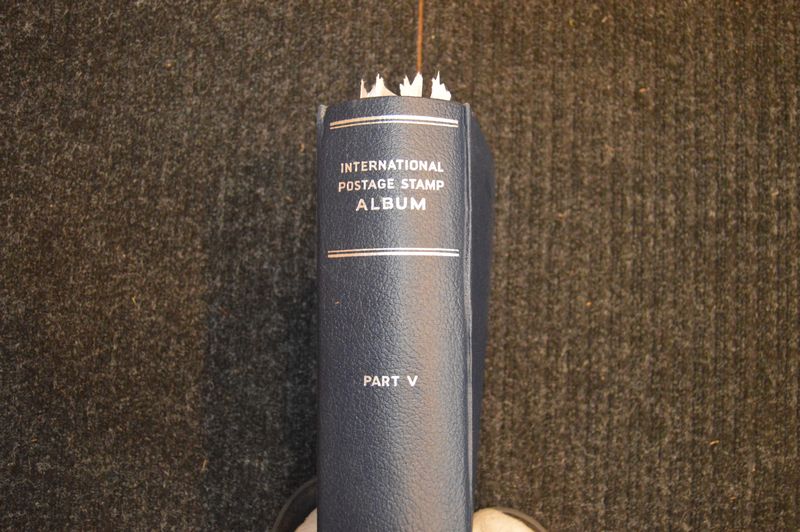 INTERNATIONAL
POSTAGE STAMP
ALBUM
PART V